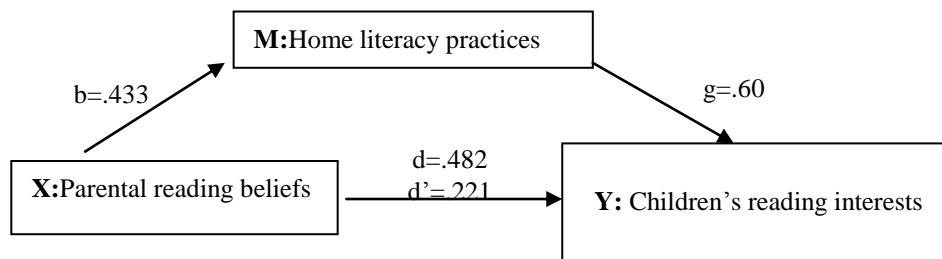 M:Home literacy practices
b=.433
g=.60
d=.482
d’=.221
X:Parental reading beliefs
Y: Children’s reading interests